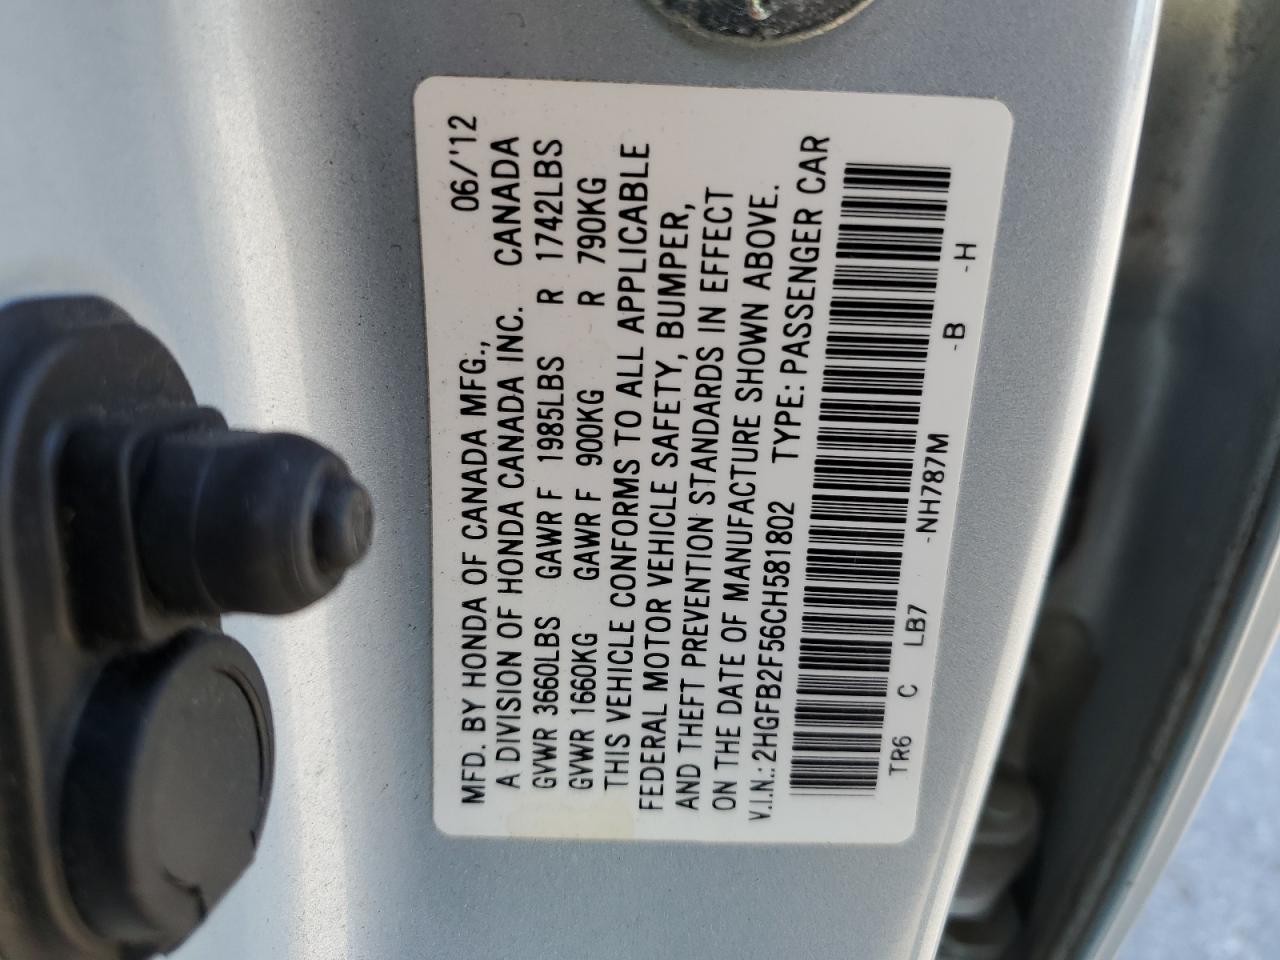 MFD. BY HONDA OF CANADA MFG., 06/'12
A DIVISION OF HONDA CANADA INC. CANADA
GVWR 3660LBS GAWR F 1985LBS R 1742LBS
GVWR 1660KG GAWR F 900KG R 790KG
THIS VEHICLE CONFORMS TO ALL APPLICABLE
FEDERAL MOTOR VEHICLE SAFETY, BUMPER,
AND THEFT PREVENTION STANDARDS IN EFFECT
ON THE DATE OF MANUFACTURE SHOWN ABOVE.
V.I.N.: 2HGFB2F56CH581802 TYPE: PASSENGER CAR
TR6 C LB7 -NH787M -B -H